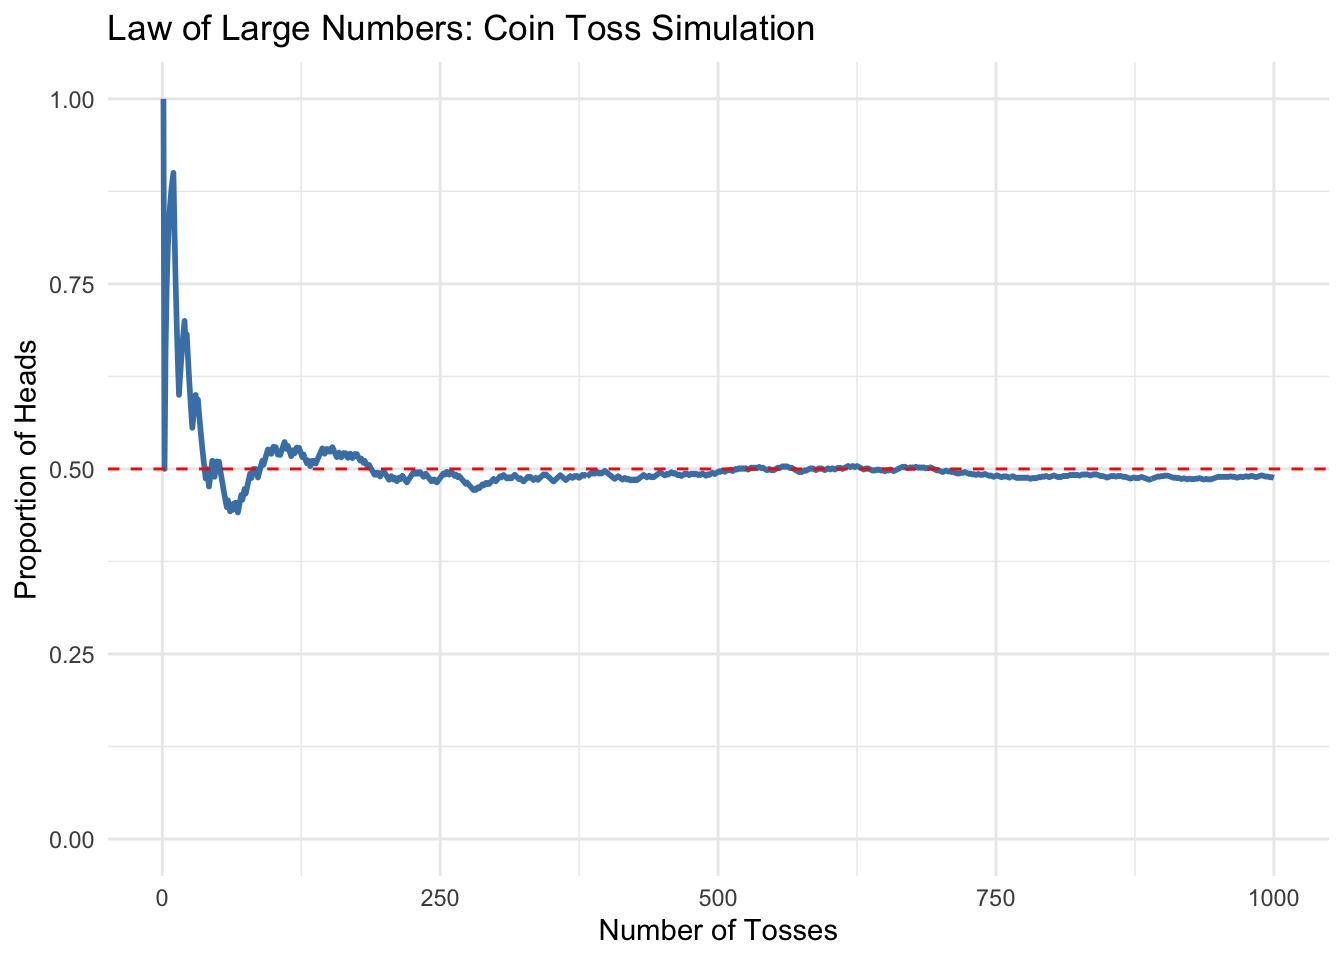 Law of Large Numbers: Coin Toss Simulation
Proportion of Heads
1.00
0.75
0.50
0.25
0.00
0 250 500 750 1000
Number of Tosses